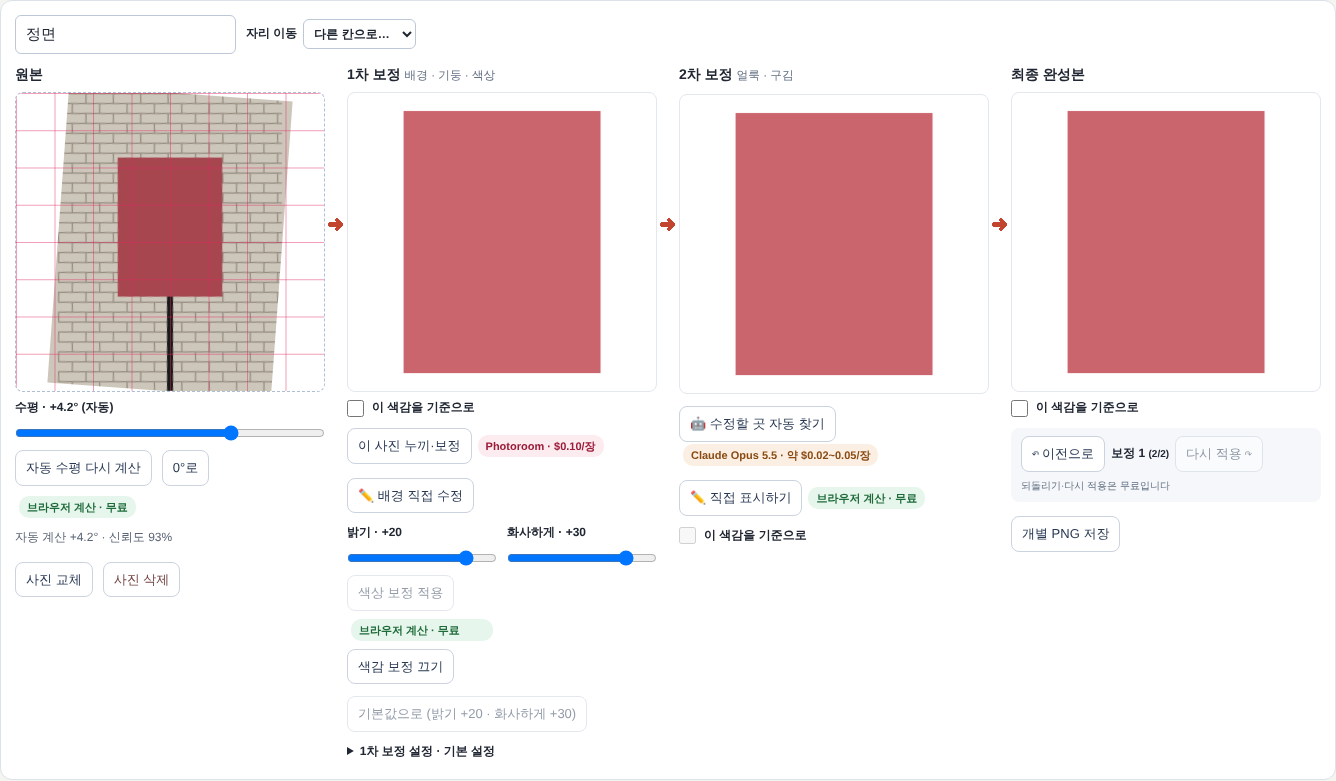 정면
자리 이동
다른 칸으로...
원본
1차 보정 배경 · 기둥 · 색상
2차 보정 얼룩 · 구김
최종 완성본
수평 · +4.2° (자동)
자동 수평 다시 계산
0°로
브라우저 계산 · 무료
자동 계산 +4.2° · 신뢰도 93%
사진 교체
사진 삭제
이 색감을 기준으로
이 사진 누끼·보정
Photoroom · $0.10/장
✏️ 배경 직접 수정
밝기 · +20
화사하게 · +30
색상 보정 적용
브라우저 계산 · 무료
색감 보정 끄기
기본값으로 (밝기 +20 · 화사하게 +30)
▶ 1차 보정 설정 · 기본 설정
🤖 수정할 곳 자동 찾기
Claude Opus 5.5 · 약 $0.02~0.05/장
✏️ 직접 표시하기
브라우저 계산 · 무료
이 색감을 기준으로
이 색감을 기준으로
↶ 이전으로
보정 1 (2/2)
다시 적용 ↷
되돌리기·다시 적용은 무료입니다
개별 PNG 저장